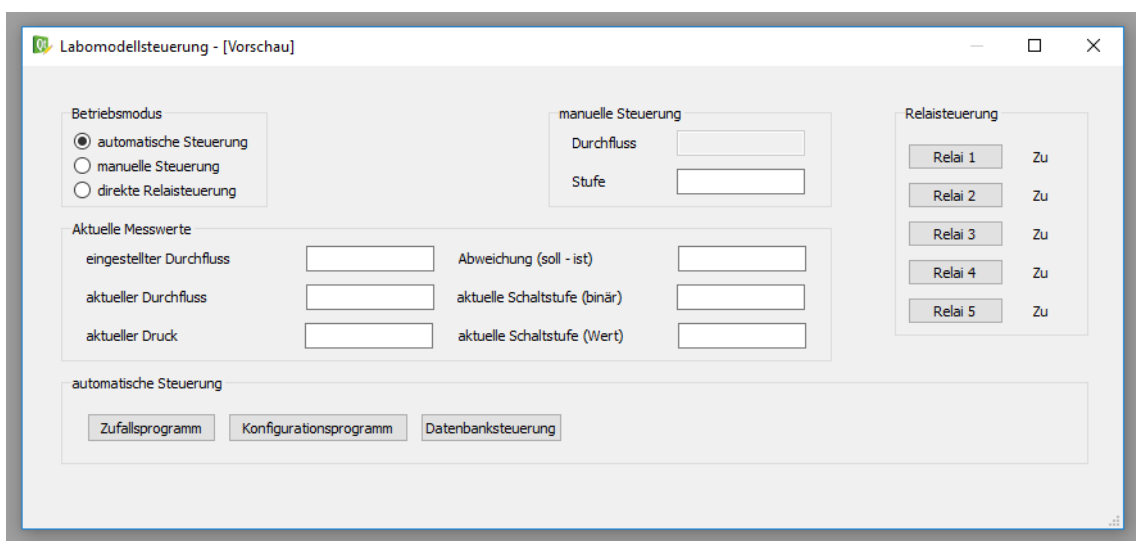 Labomodellsteuerung - [Vorschau]
Betriebsmodus
automatische Steuerung
manuelle Steuerung
direkte Relaisteuerung
manuelle Steuerung
Durchfluss
Stufe
Relaisteuerung
Relai 1 Zu
Relai 2 Zu
Relai 3 Zu
Relai 4 Zu
Relai 5 Zu
Aktuelle Messwerte
eingestellter Durchfluss Abweichung (soll - ist)
aktueller Durchfluss aktuelle Schaltstufe (binär)
aktueller Druck aktuelle Schaltstufe (Wert)
automatische Steuerung
Zufallsprogramm Konfigurationsprogramm Datenbanksteuerung